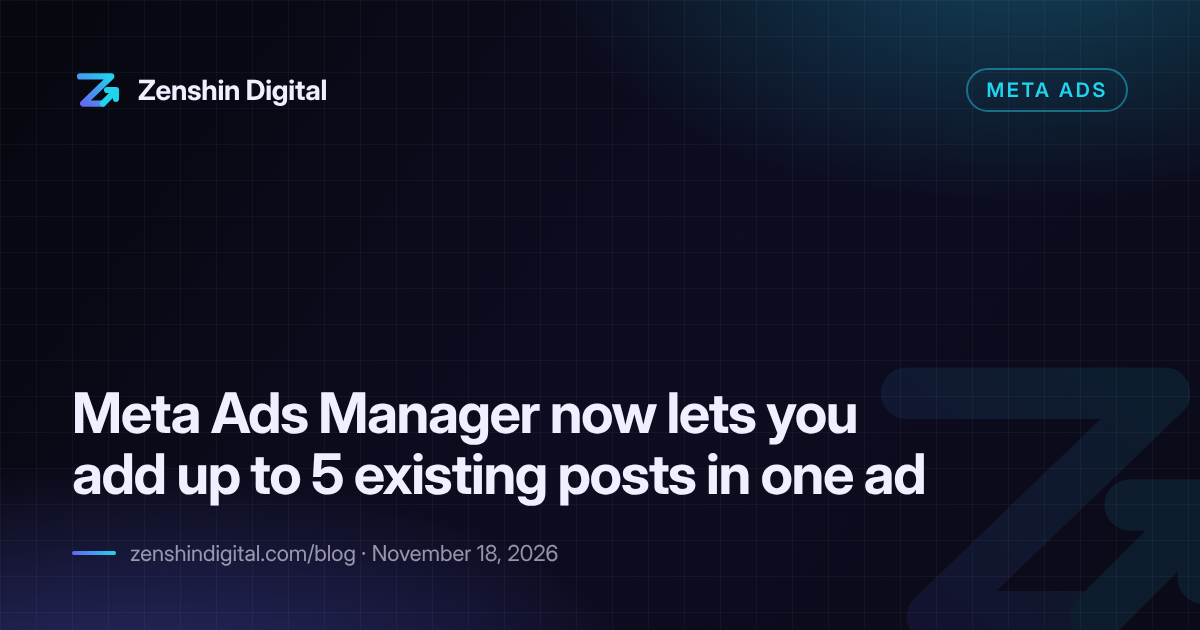 Zenshin Digital
META ADS
Meta Ads Manager now lets you
add up to 5 existing posts in one ad
zenshindigital.com/blog · November 18, 2026